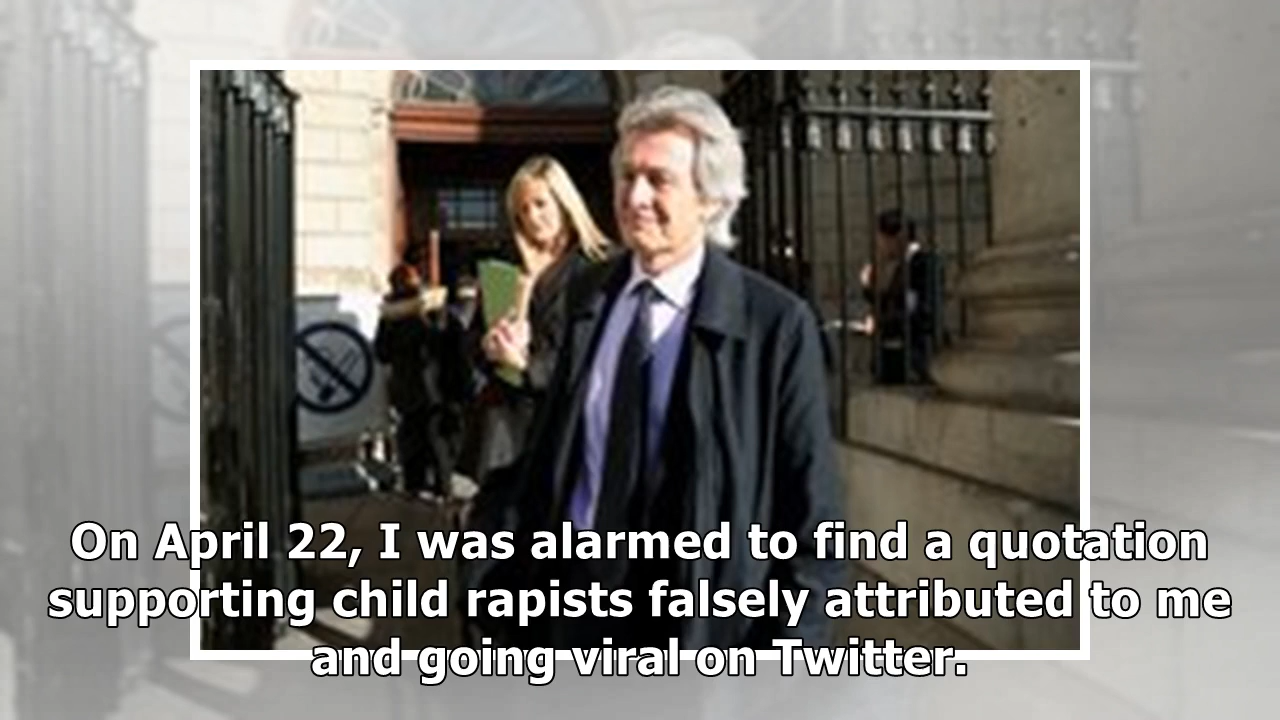 On April 22, I was alarmed to find a quotation
supporting child rapists falsely attributed to me
and going viral on Twitter.